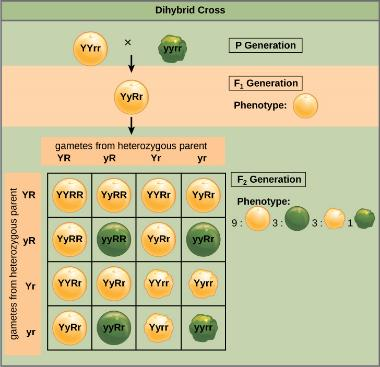 Dihybrid Cross
YYrr × yyrr P Generation
F1 Generation
YyRr
Phenotype:
gametes from heterozygous parent
YR yR Yr yr
gametes from heterozygous parent
F2 Generation
YR YYRR YyRR YYRr YyRr
Phenotype:
9 : 3 : 3 : 1
yR YyRR yyRR YyRr yyRr
Yr YYRr YyRr YYrr Yyrr
yr YyRr yyRr Yyrr yyrr